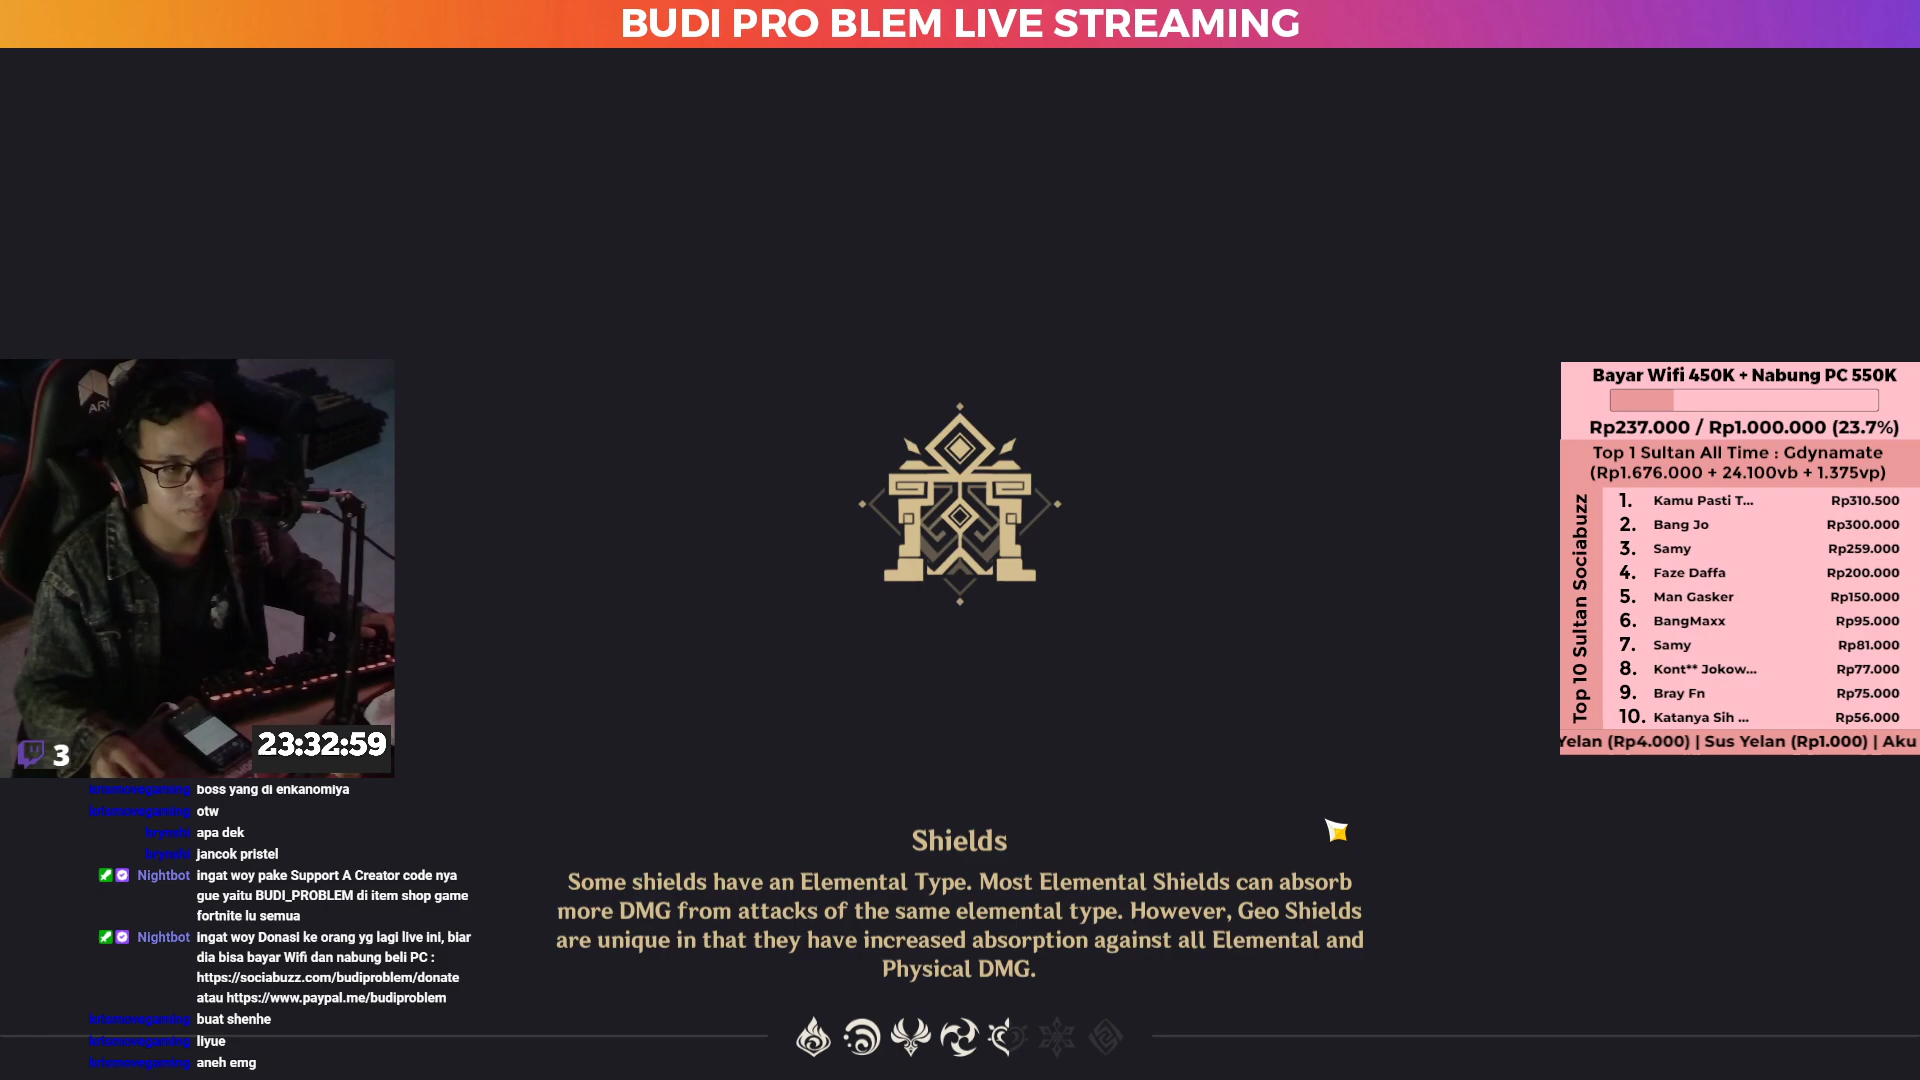 BUDI PRO BLEM LIVE STREAMING
Bayar Wifi 450K + Nabung PC 550K
Rp237.000 / Rp1.000.000 (23.7%)
Top 1 Sultan All Time : Gdynamate
(Rp1.676.000 + 24.100vb + 1.375vp)
Top 10 Sultan Sociabuzz
1. Kamu Pasti T... Rp310.500
2. Bang Jo Rp300.000
3. Samy Rp259.000
4. Faze Daffa Rp200.000
5. Man Gasker Rp150.000
6. BangMaxx Rp95.000
7. Samy Rp81.000
8. Kont** Jokow... Rp77.000
9. Bray Fn Rp75.000
10. Katanya Sih ... Rp56.000
Yelan (Rp4.000) | Sus Yelan (Rp1.000) | Aku
3
23:32:59
boss yang di enkanomiya
otw
apa dek
jancok pristel
Nightbot ingat woy pake Support A Creator code nya
gue yaitu BUDI_PROBLEM di item shop game
fortnite lu semua
Nightbot ingat woy Donasi ke orang yg lagi live ini, biar
dia bisa bayar Wifi dan nabung beli PC :
https://sociabuzz.com/budiproblem/donate
atau https://www.paypal.me/budiproblem
buat shenhe
liyue
aneh emg
Shields
Some shields have an Elemental Type. Most Elemental Shields can absorb
more DMG from attacks of the same elemental type. However, Geo Shields
are unique in that they have increased absorption against all Elemental and
Physical DMG.